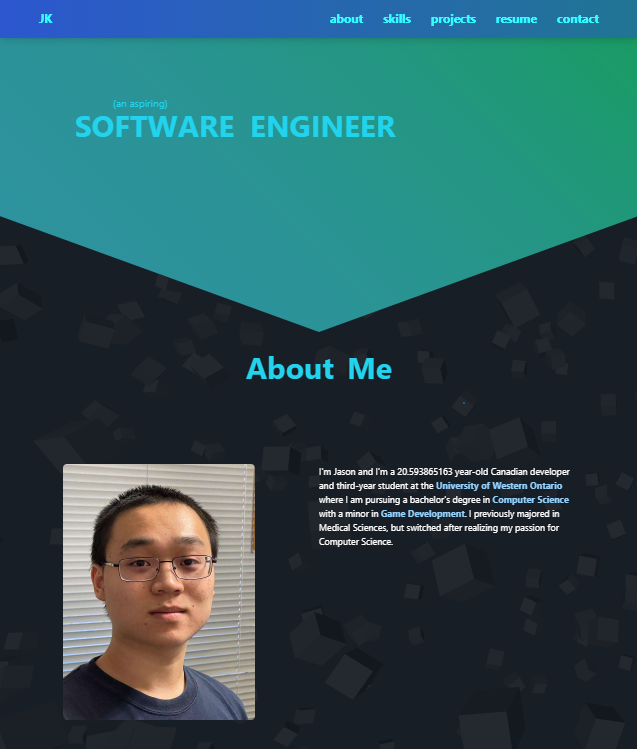 JK about skills projects resume contact
(an aspiring)
SOFTWARE ENGINEER
About Me
I'm Jason and I'm a 20.593865163 year-old Canadian developer
and third-year student at the University of Western Ontario
where I am pursuing a bachelor's degree in Computer Science
with a minor in Game Development. I previously majored in
Medical Sciences, but switched after realizing my passion for
Computer Science.